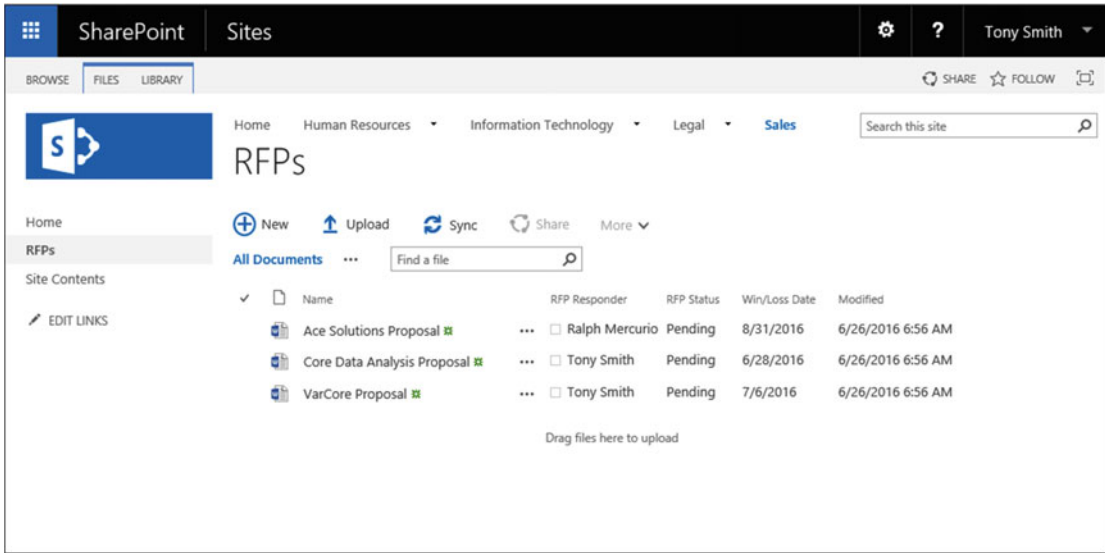 SharePoint Sites ? Tony Smith
BROWSE FILES LIBRARY SHARE FOLLOW
S
Home Human Resources Information Technology Legal Sales Search this site
RFPs
Home
RFPs
Site Contents
EDIT LINKS
New Upload Sync Share More
All Documents ... Find a file
Name RFP Responder RFP Status Win/Loss Date Modified
Ace Solutions Proposal ... Ralph Mercurio Pending 8/31/2016 6/26/2016 6:56 AM
Core Data Analysis Proposal ... Tony Smith Pending 6/28/2016 6/26/2016 6:56 AM
VarCore Proposal ... Tony Smith Pending 7/6/2016 6/26/2016 6:56 AM
Drag files here to upload